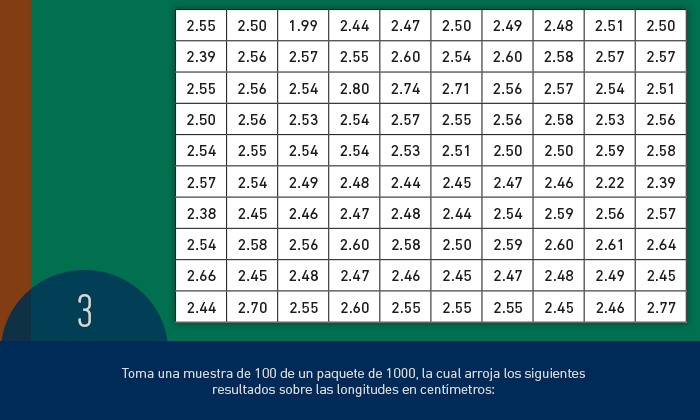 2.55 2.50 1.99 2.44 2.47 2.50 2.49 2.48 2.51 2.50
2.39 2.56 2.57 2.55 2.60 2.54 2.60 2.58 2.57 2.57
2.55 2.56 2.54 2.80 2.74 2.71 2.56 2.57 2.54 2.51
2.50 2.56 2.53 2.54 2.57 2.55 2.56 2.58 2.53 2.56
2.54 2.55 2.54 2.54 2.53 2.51 2.50 2.50 2.59 2.58
2.57 2.54 2.49 2.48 2.44 2.45 2.47 2.46 2.22 2.39
2.38 2.45 2.46 2.47 2.48 2.44 2.54 2.59 2.56 2.57
2.54 2.58 2.56 2.60 2.58 2.50 2.59 2.60 2.61 2.64
2.66 2.45 2.48 2.47 2.46 2.45 2.47 2.48 2.49 2.45
2.44 2.70 2.55 2.60 2.55 2.55 2.55 2.45 2.46 2.77
3
Toma una muestra de 100 de un paquete de 1000, la cual arroja los siguientes
resultados sobre las longitudes en centímetros: